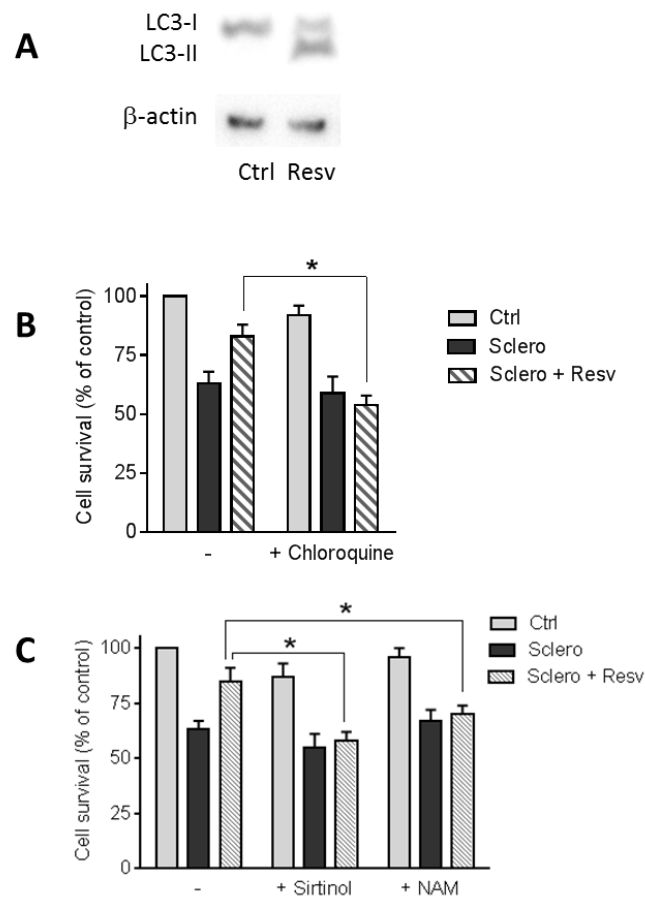 A
LC3-I
LC3-II
β-actin
Ctrl Resv
B
Cell survival (% of control)
100
75
50
25
0
*
- + Chloroquine
Ctrl
Sclero
Sclero + Resv
C
Cell survival (% of control)
100
75
50
25
0
*
*
- + Sirtinol + NAM
Ctrl
Sclero
Sclero + Resv